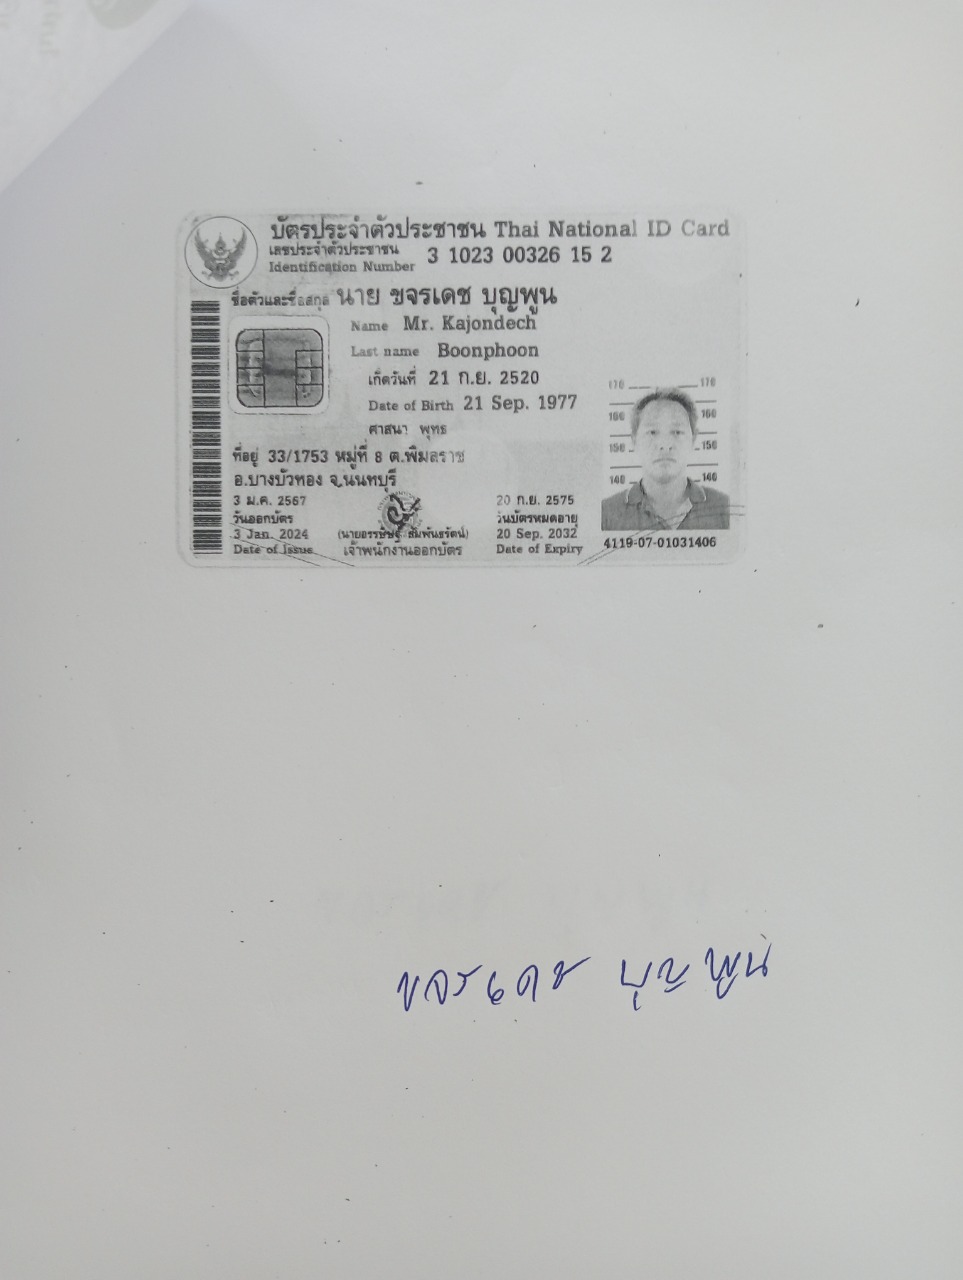 บัตรประจำตัวประชาชน Thai National ID Card
เลขประจำตัวประชาชน
Identification Number 3 1023 00326 15 2
ชื่อตัวและชื่อสกุล นาย ขจรเดช บุญพูน
Name Mr. Kajondech
Last name Boonphoon
เกิดวันที่ 21 ก.ย. 2520
Date of Birth 21 Sep. 1977
ศาสนา พุทธ
ที่อยู่ 33/1753 หมู่ที่ 8 ต.พิมลราช
อ.บางบัวทอง จ.นนทบุรี
3 ม.ค. 2567
วันออกบัตร
3 Jan. 2024
Date of Issue
เจ้าพนักงานออกบัตร
20 ก.ย. 2575
วันบัตรหมดอายุ
20 Sep. 2032
Date of Expiry
170 170
160 160
150 150
140 140
4119-07-01031406
ขจรเดช บุญพูน